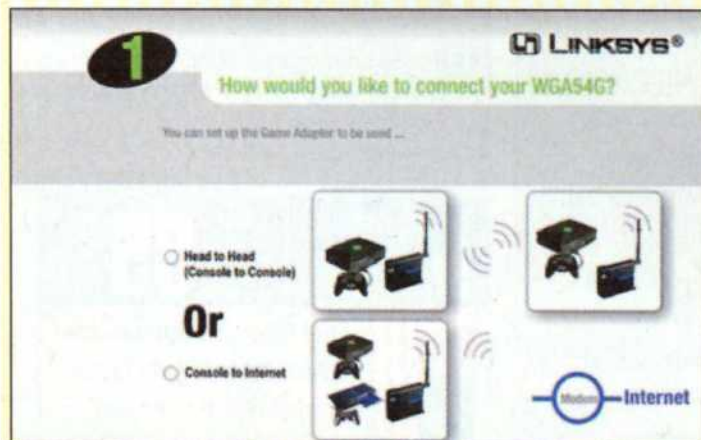 1
LINKSYS®
How would you like to connect your WGA54G?
You can set up the Game Adapter to be used ...
Head to Head
(Console to Console)
Or
Console to Internet
Modem
Internet